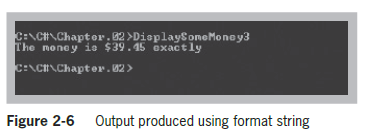 C:\C#\Chapter.02>DisplaySomeMoney3
The money is $39.45 exactly
C:\C#\Chapter.02>
Figure 2-6 Output produced using format string